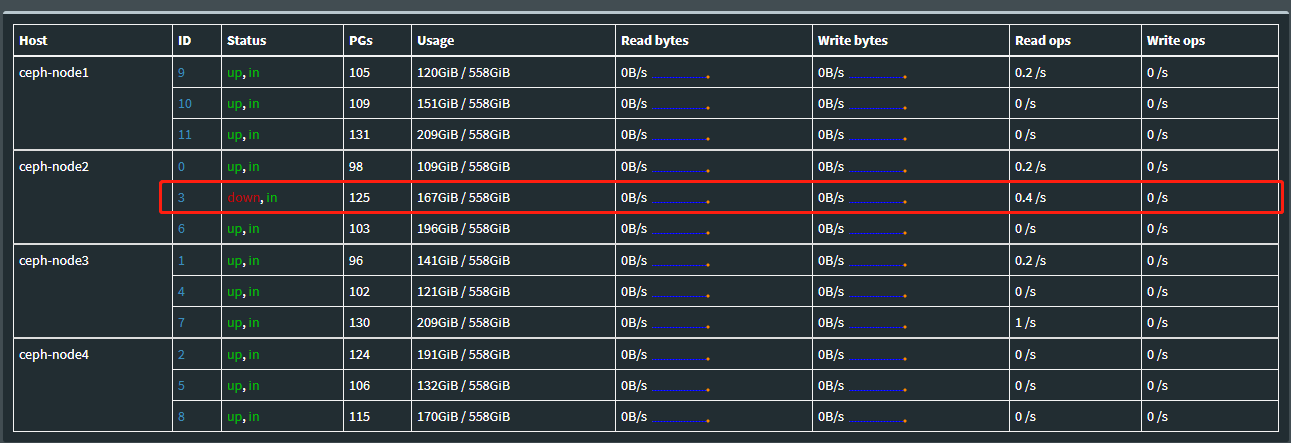 Host ID Status PGs Usage Read bytes Write bytes Read ops Write ops
ceph-node1 9 up, in 105 120GiB / 558GiB 0B/s 0B/s 0.2 /s 0 /s
10 up, in 109 151GiB / 558GiB 0B/s 0B/s 0 /s 0 /s
11 up, in 131 209GiB / 558GiB 0B/s 0B/s 0 /s 0 /s
ceph-node2 0 up, in 98 109GiB / 558GiB 0B/s 0B/s 0.2 /s 0 /s
3 down, in 125 167GiB / 558GiB 0B/s 0B/s 0.4 /s 0 /s
6 up, in 103 196GiB / 558GiB 0B/s 0B/s 0 /s 0 /s
ceph-node3 1 up, in 96 141GiB / 558GiB 0B/s 0B/s 0.2 /s 0 /s
4 up, in 102 121GiB / 558GiB 0B/s 0B/s 0 /s 0 /s
7 up, in 130 209GiB / 558GiB 0B/s 0B/s 1 /s 0 /s
ceph-node4 2 up, in 124 191GiB / 558GiB 0B/s 0B/s 0 /s 0 /s
5 up, in 106 132GiB / 558GiB 0B/s 0B/s 0 /s 0 /s
8 up, in 115 170GiB / 558GiB 0B/s 0B/s 0 /s 0 /s